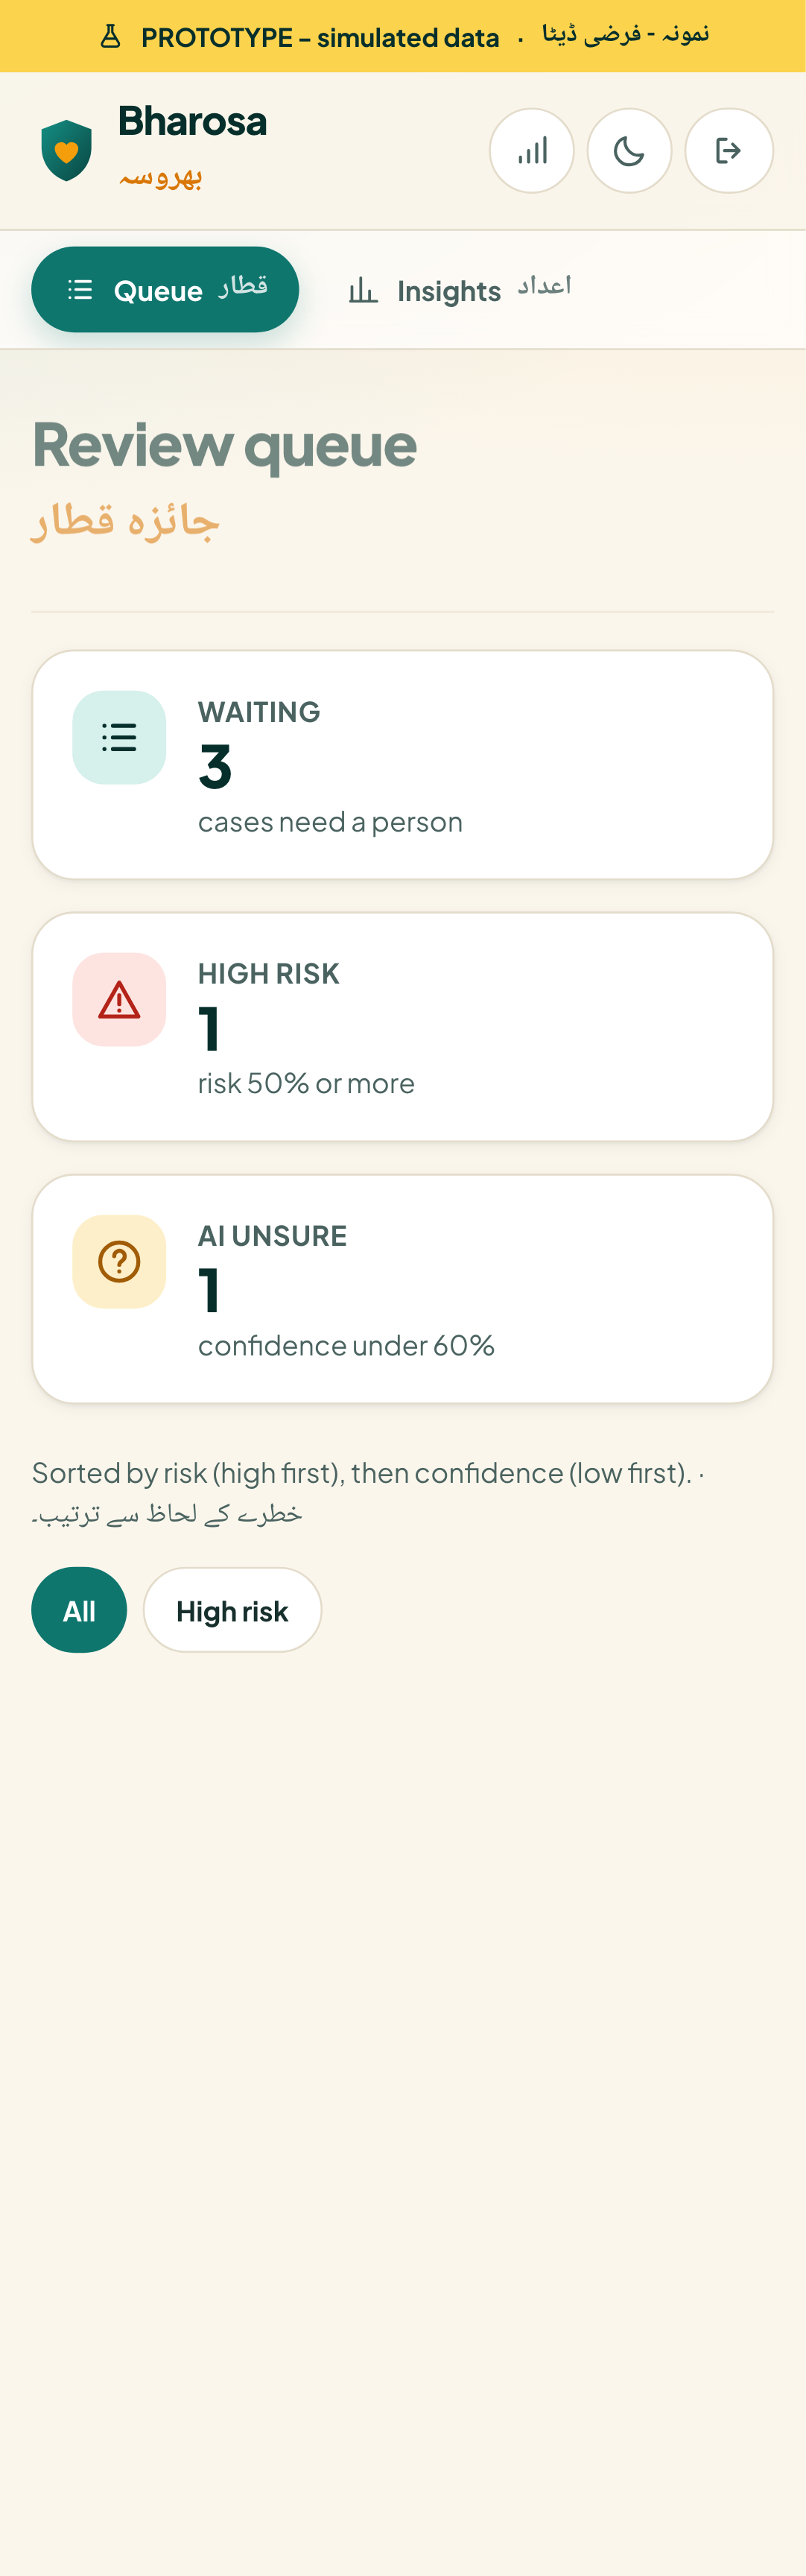 PROTOTYPE – simulated data · نمونہ - فرضی ڈیٹا
Bharosa
بھروسہ
Queue قطار Insights اعداد
Review queue
جائزہ قطار
WAITING
3
cases need a person
HIGH RISK
1
risk 50% or more
AI UNSURE
1
confidence under 60%
Sorted by risk (high first), then confidence (low first). ·
خطرے کے لحاظ سے ترتیب۔
All High risk